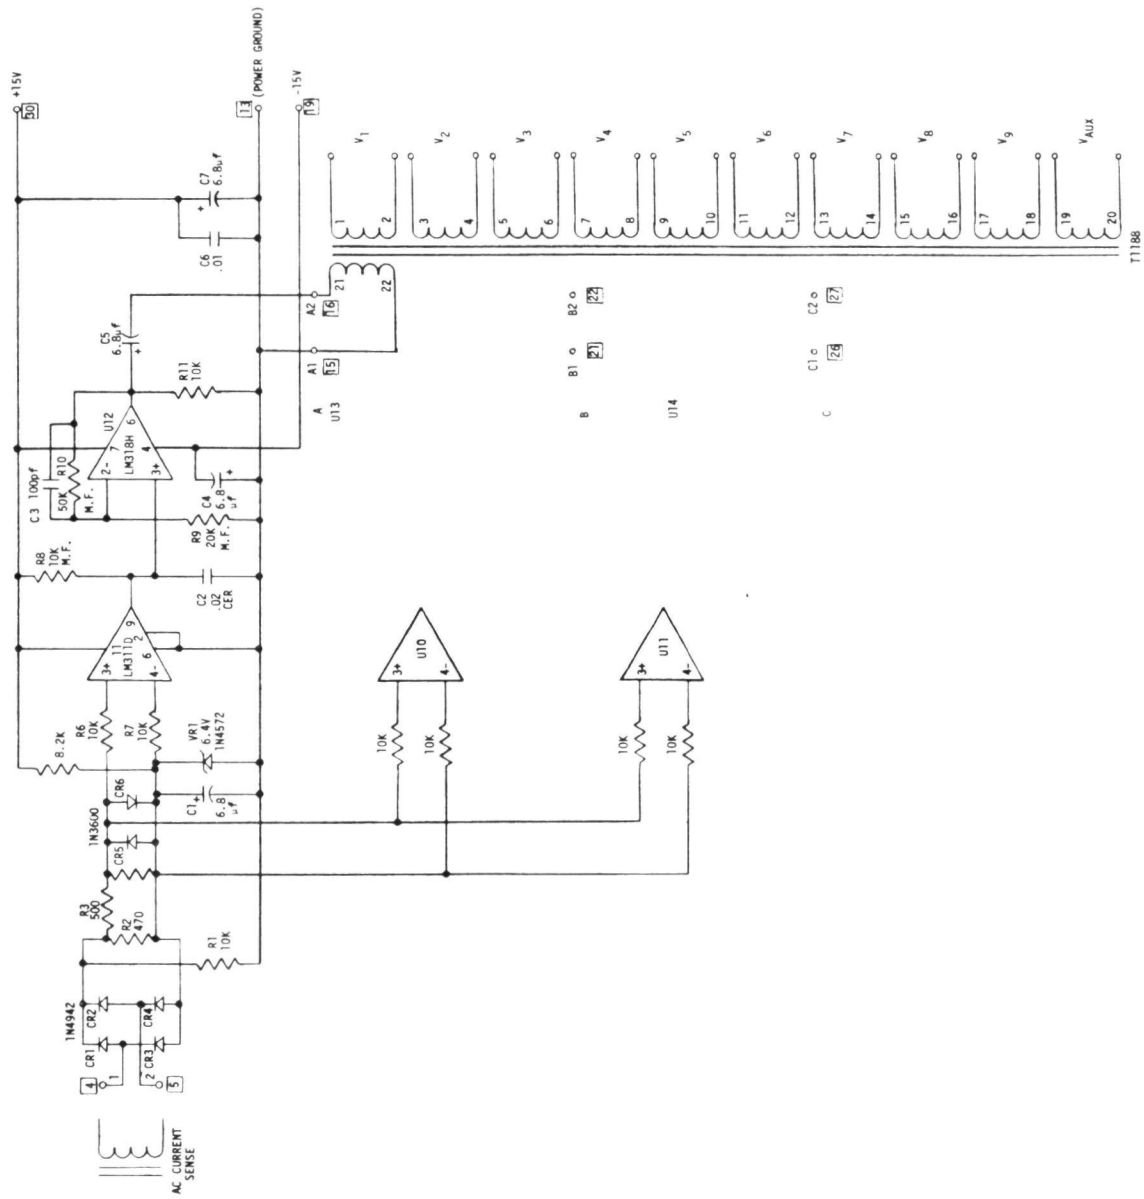 +15V
30
13
(POWER GROUND)
-15V
19
C7
6.8uf
+
C6
.01
C5
6.8uf
+
A2
16
A1
15
A
U13
B2
22
B1
21
B
U14
C2
27
C1
26
C
V1
V2
V3
V4
V5
V6
V7
V8
V9
VAUX
1
2
3
4
5
6
7
8
9
10
11
12
13
14
15
16
17
18
19
20
21
22
T1188
R11
10K
U12
LM318H
7
6
4
2-
3+
C3 100pf
R10
50K
M.F.
C4
6.8
uf
+
R9
20K
M.F.
R8
10K
M.F.
C2
.02
CER
LM311D
11
9
2
6
3+
4-
R6
10K
R7
10K
8.2K
VR1
6.4V
1N4572
C1
+
6.8
uf
CR6
1N3600
CR5
R3
500
R2
470
R1
10K
1N4942
CR2
CR4
CR1
CR3
4
1
2
5
AC CURRENT
SENSE
U10
3+
4-
10K
10K
U11
3+
4-
10K
10K